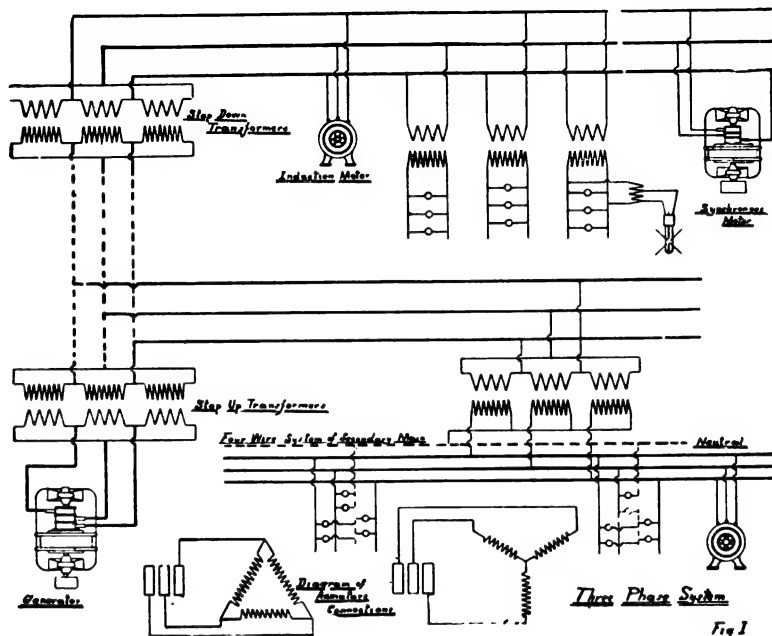 Step Down
Transformers
Induction Motor
Synchronous
Motor
Step Up Transformers
Four Wire System of Secondary Mains
Neutral
Generator
Diagram of
Armature
Connections
Three Phase System
Fig I